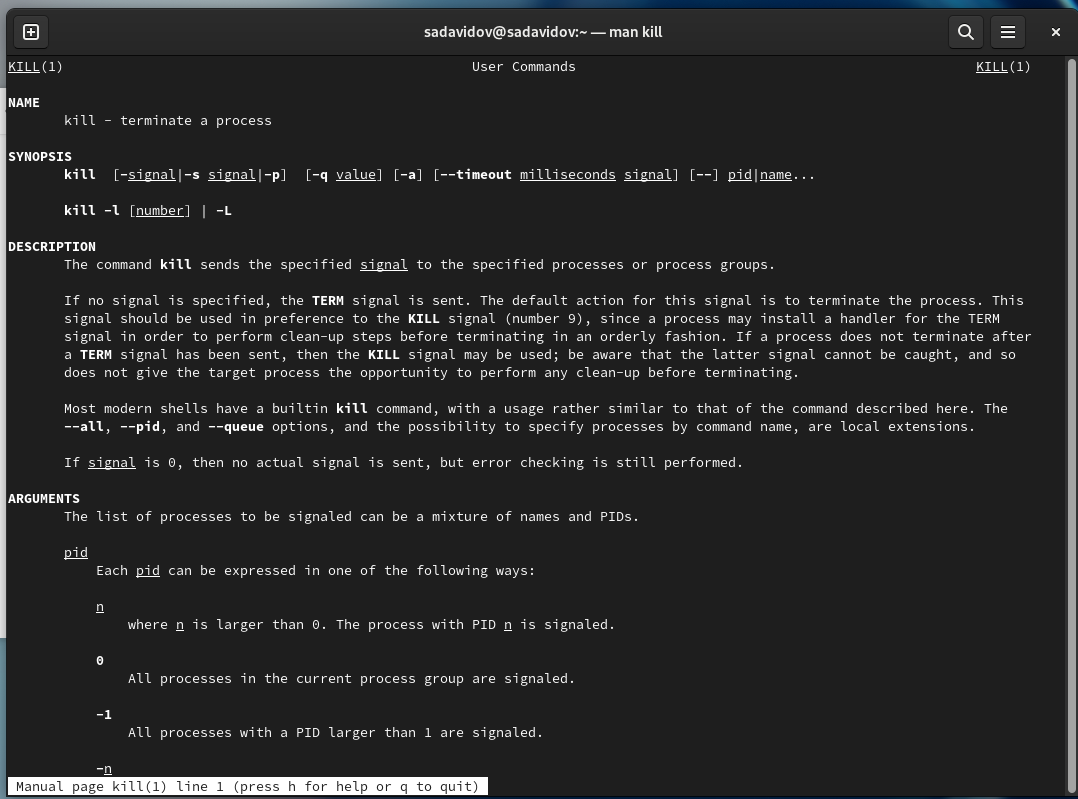 sadavidov@sadavidov:~ — man kill
KILL(1) User Commands KILL(1)
NAME
kill - terminate a process
SYNOPSIS
kill [-signal|-s signal|-p] [-q value] [-a] [--timeout milliseconds signal] [--] pid|name...
kill -l [number] | -L
DESCRIPTION
The command kill sends the specified signal to the specified processes or process groups.
If no signal is specified, the TERM signal is sent. The default action for this signal is to terminate the process. This
signal should be used in preference to the KILL signal (number 9), since a process may install a handler for the TERM
signal in order to perform clean-up steps before terminating in an orderly fashion. If a process does not terminate after
a TERM signal has been sent, then the KILL signal may be used; be aware that the latter signal cannot be caught, and so
does not give the target process the opportunity to perform any clean-up before terminating.
Most modern shells have a builtin kill command, with a usage rather similar to that of the command described here. The
--all, --pid, and --queue options, and the possibility to specify processes by command name, are local extensions.
If signal is 0, then no actual signal is sent, but error checking is still performed.
ARGUMENTS
The list of processes to be signaled can be a mixture of names and PIDs.
pid
Each pid can be expressed in one of the following ways:
n
where n is larger than 0. The process with PID n is signaled.
0
All processes in the current process group are signaled.
-1
All processes with a PID larger than 1 are signaled.
-n
Manual page kill(1) line 1 (press h for help or q to quit)